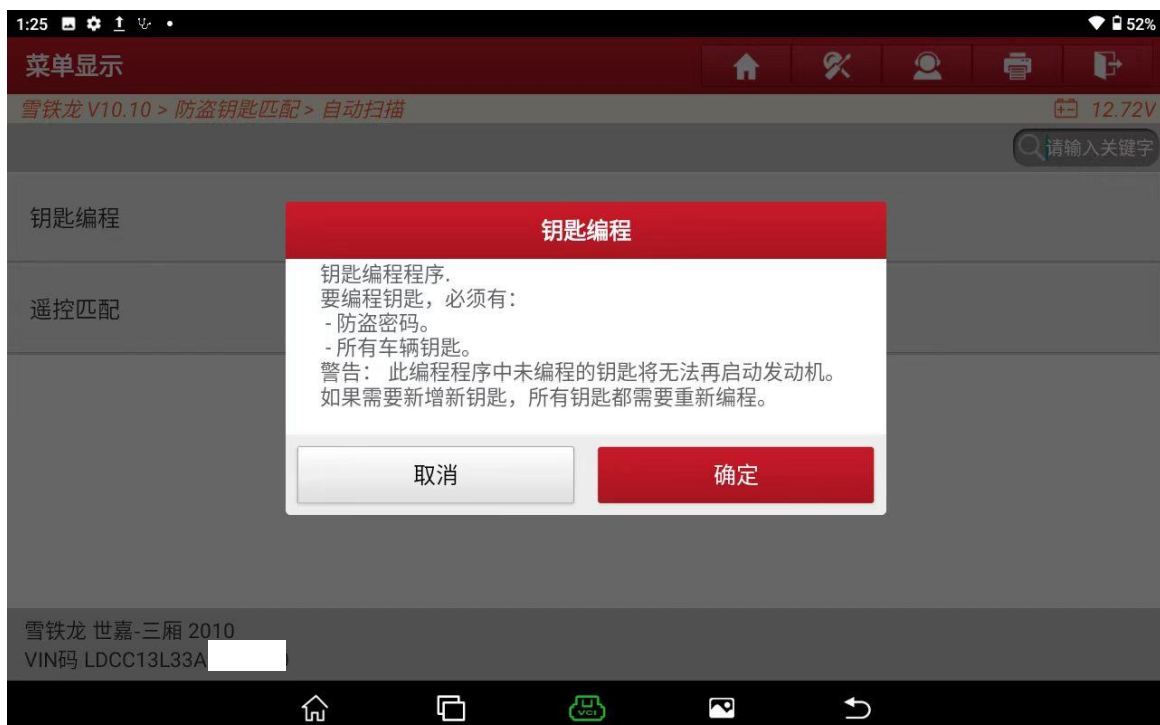 1:25
52%
菜单显示
雪铁龙 V10.10 > 防盗钥匙匹配 > 自动扫描
12.72V
请输入关键字
钥匙编程
遥控匹配
钥匙编程
钥匙编程程序.
要编程钥匙，必须有：
- 防盗密码。
- 所有车辆钥匙。
警告： 此编程程序中未编程的钥匙将无法再启动发动机。
如果需要新增新钥匙，所有钥匙都需要重新编程。
取消
确定
雪铁龙 世嘉-三厢 2010
VIN码 LDCC13L33A
VCI